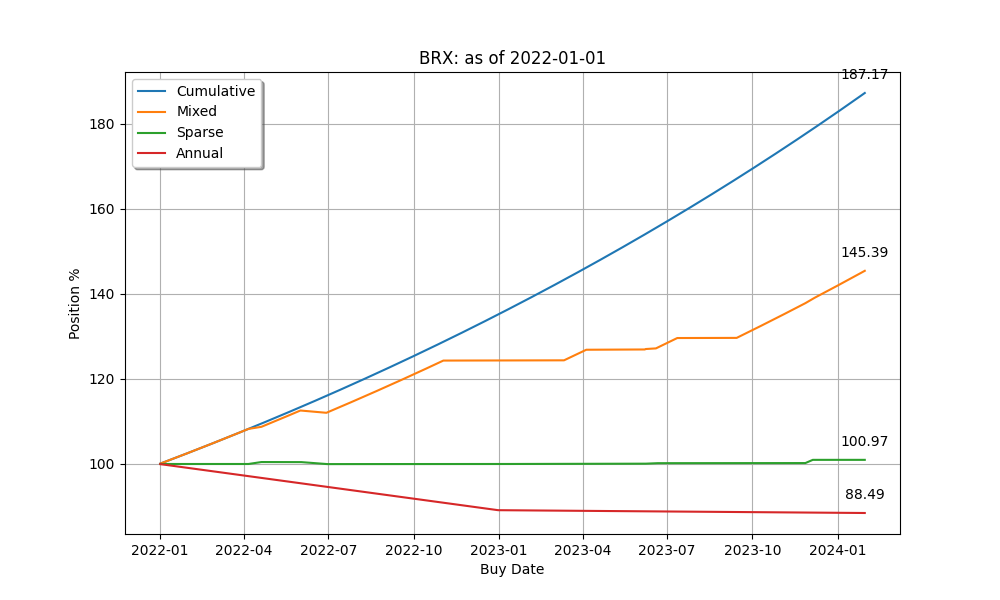 BRX: as of 2022-01-01
187.17
Cumulative
Mixed
Sparse
Annual
180
160
145.39
140
120
100.97
100
88.49
Position %
2022-01 2022-04 2022-07 2022-10 2023-01 2023-04 2023-07 2023-10 2024-01
Buy Date